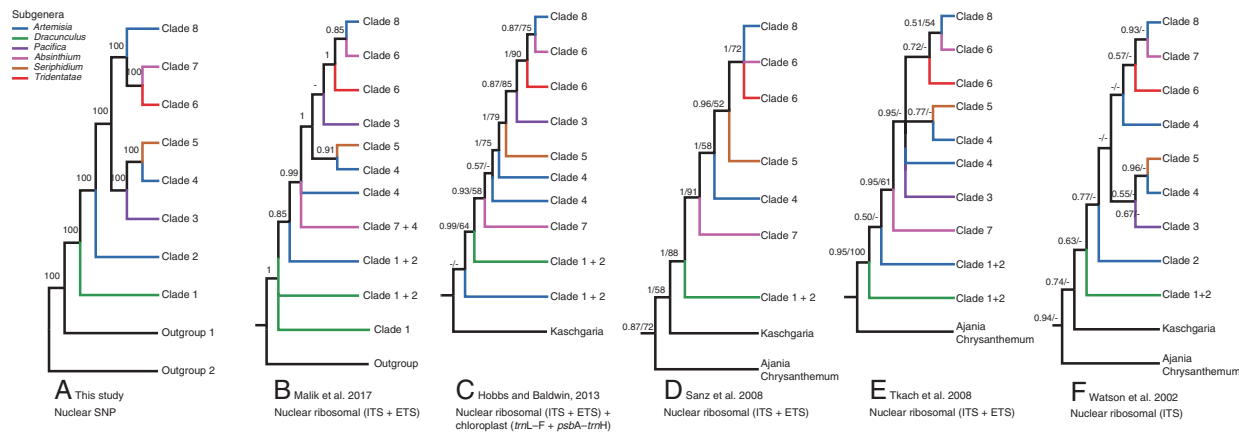 Subgenera
Artemisia
Dracunculus
Pacifica
Absinthium
Seriphidium
Tridentatae
100
Clade 8
100
Clade 7
Clade 6
100
100
Clade 5
Clade 4
100
Clade 3
100
Clade 2
100
Clade 1
100
Outgroup 1
Outgroup 2
A This study
Nuclear SNP
0.85
Clade 8
1
Clade 6
-
Clade 6
1
Clade 3
0.91
Clade 5
Clade 4
0.99
Clade 4
Clade 7 + 4
0.85
Clade 1 + 2
1
Clade 1 + 2
Clade 1
Outgroup
B Malik et al. 2017
Nuclear ribosomal (ITS + ETS)
0.87/75
Clade 8
1/90
Clade 6
0.87/85
Clade 6
1/79
Clade 3
1/75
Clade 5
0.57/-
Clade 4
0.93/58
Clade 4
0.99/64
Clade 7
Clade 1 + 2
-/-
Clade 1 + 2
Kaschgaria
C Hobbs and Baldwin, 2013
Nuclear ribosomal (ITS + ETS) +
chloroplast (trnL–F + psbA–trnH)
Clade 8
1/72
Clade 6
0.96/52
Clade 6
1/58
Clade 5
1/91
Clade 4
Clade 7
1/88
Clade 1 + 2
1/58
Kaschgaria
0.87/72
Ajania
Chrysanthemum
D Sanz et al. 2008
Nuclear ribosomal (ITS + ETS)
0.51/54
Clade 8
0.72/-
Clade 6
Clade 6
0.95/-
0.77/-
Clade 5
Clade 4
Clade 4
0.95/61
Clade 3
0.50/-
Clade 7
0.95/100
Clade 1+2
Clade 1+2
Ajania
Chrysanthemum
E Tkach et al. 2008
Nuclear ribosomal (ITS + ETS)
0.93/-
Clade 8
0.57/-
Clade 7
-/-
Clade 6
Clade 4
-/-
0.96/-
Clade 5
0.55/-
Clade 4
0.77/-
0.67/-
Clade 3
0.63/-
Clade 2
0.74/-
Clade 1+2
0.94/-
Kaschgaria
Ajania
Chrysanthemum
F Watson et al. 2002
Nuclear ribosomal (ITS)